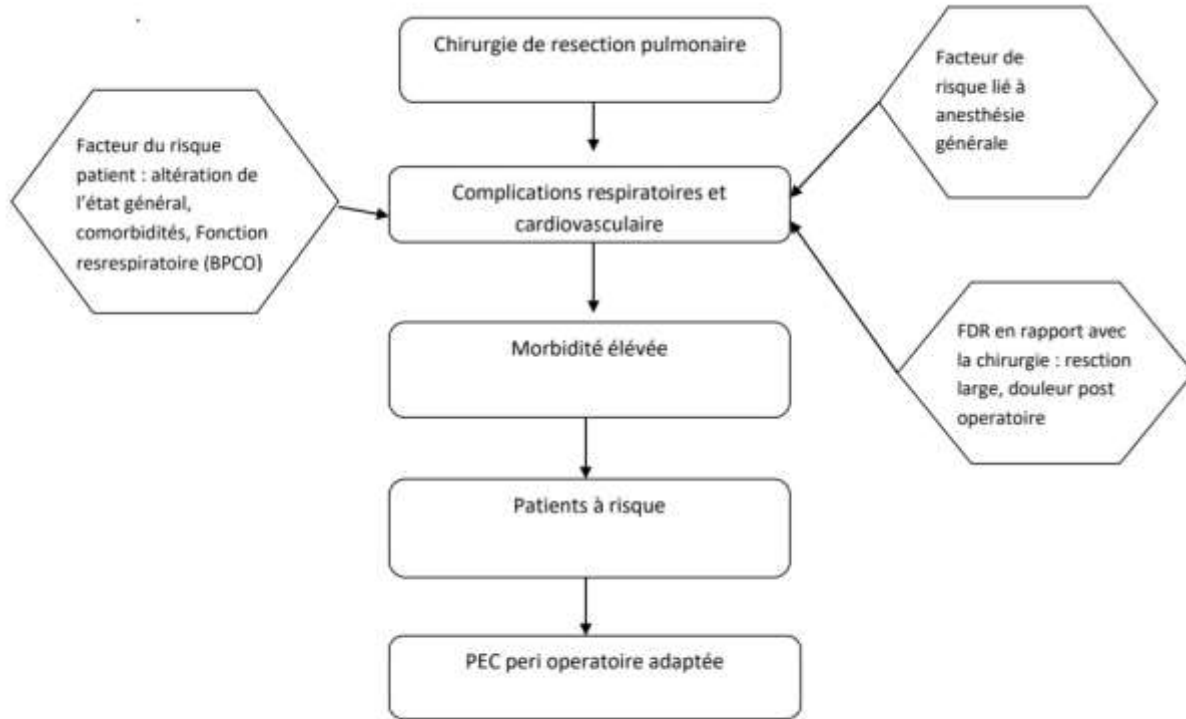 Chirurgie de resection pulmonaire
Facteur de
risque lié à
anesthésie
générale
Facteur du risque
patient : altération de
l'état général,
comorbidités, Fonction
resrespiratoire (BPCO)
Complications respiratoires et
cardiovasculaire
FDR en rapport avec
la chirurgie : resction
large, douleur post
operatoire
Morbidité élévée
Patients à risque
PEC peri operatoire adaptée